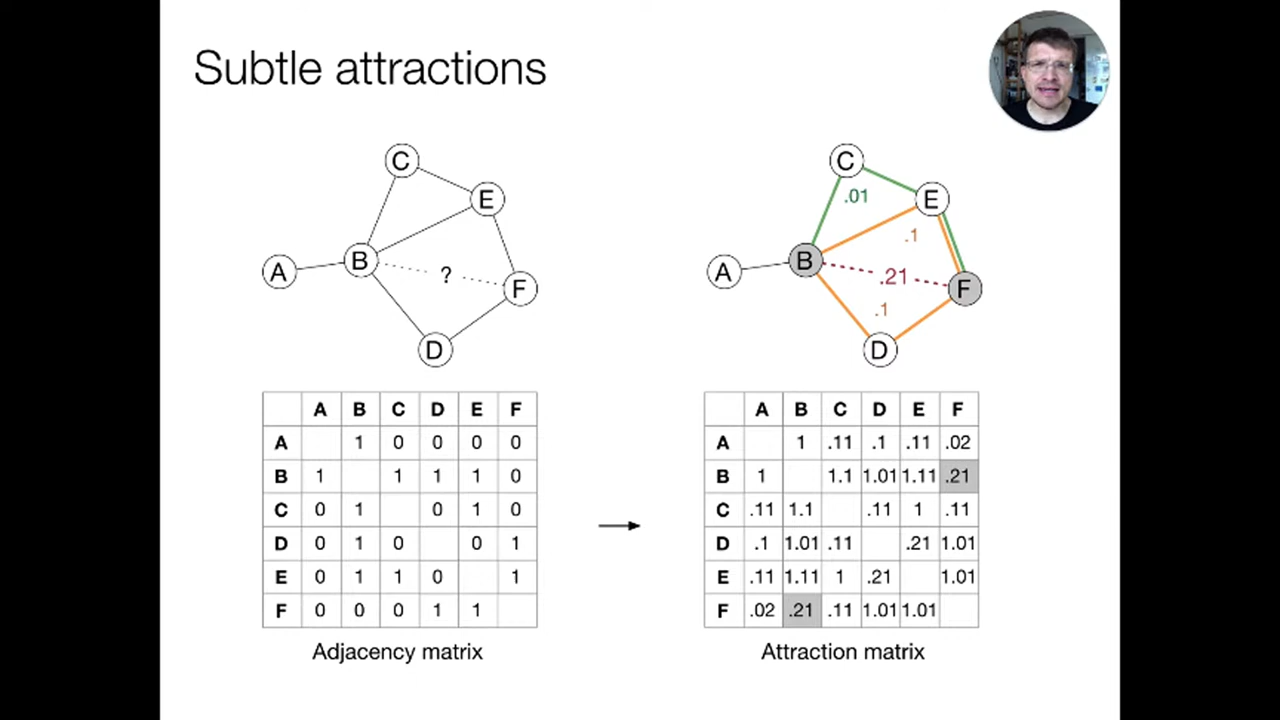 Subtle attractions
C
E
A
B
?
F
D
C
.01
E
.1
A
B
.21
F
.1
D
A B C D E F
A 1 0 0 0 0
B 1 1 1 1 0
C 0 1 0 1 0
D 0 1 0 0 1
E 0 1 1 0 1
F 0 0 0 1 1
Adjacency matrix
A B C D E F
A 1 .11 .1 .11 .02
B 1 1.1 1.01 1.11 .21
C .11 1.1 .11 1 .11
D .1 1.01 .11 .21 1.01
E .11 1.11 1 .21 1.01
F .02 .21 .11 1.01 1.01
Attraction matrix